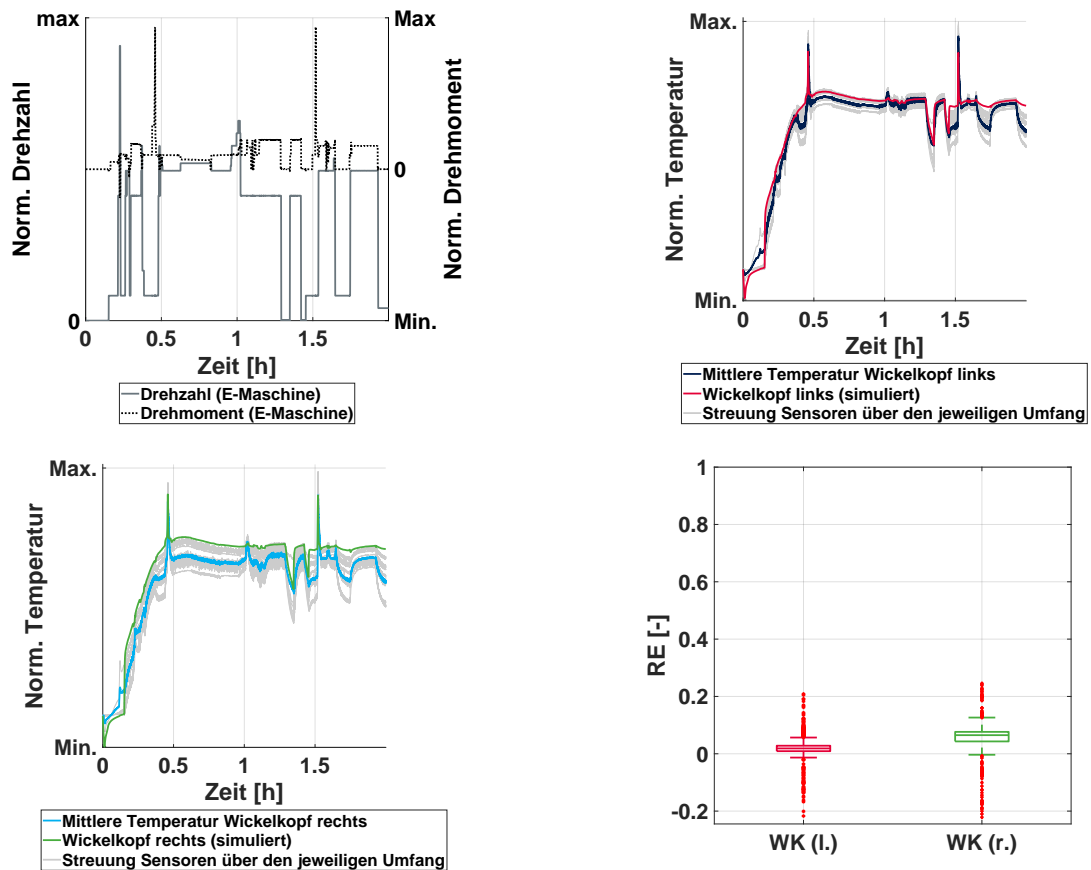 max
Max
Norm. Drehzahl
0
0
Norm. Drehmoment
Min.
0
0.5
1
1.5
Zeit [h]
Drehzahl (E-Maschine)
Drehmoment (E-Maschine)
Max.
Norm. Temperatur
Min.
0
0.5
1
1.5
Zeit [h]
Mittlere Temperatur Wickelkopf links
Wickelkopf links (simuliert)
Streuung Sensoren über den jeweiligen Umfang
Max.
Norm. Temperatur
Min.
0
0.5
1
1.5
Zeit [h]
Mittlere Temperatur Wickelkopf rechts
Wickelkopf rechts (simuliert)
Streuung Sensoren über den jeweiligen Umfang
1
0.8
0.6
0.4
0.2
0
-0.2
RE [-]
WK (l.)
WK (r.)